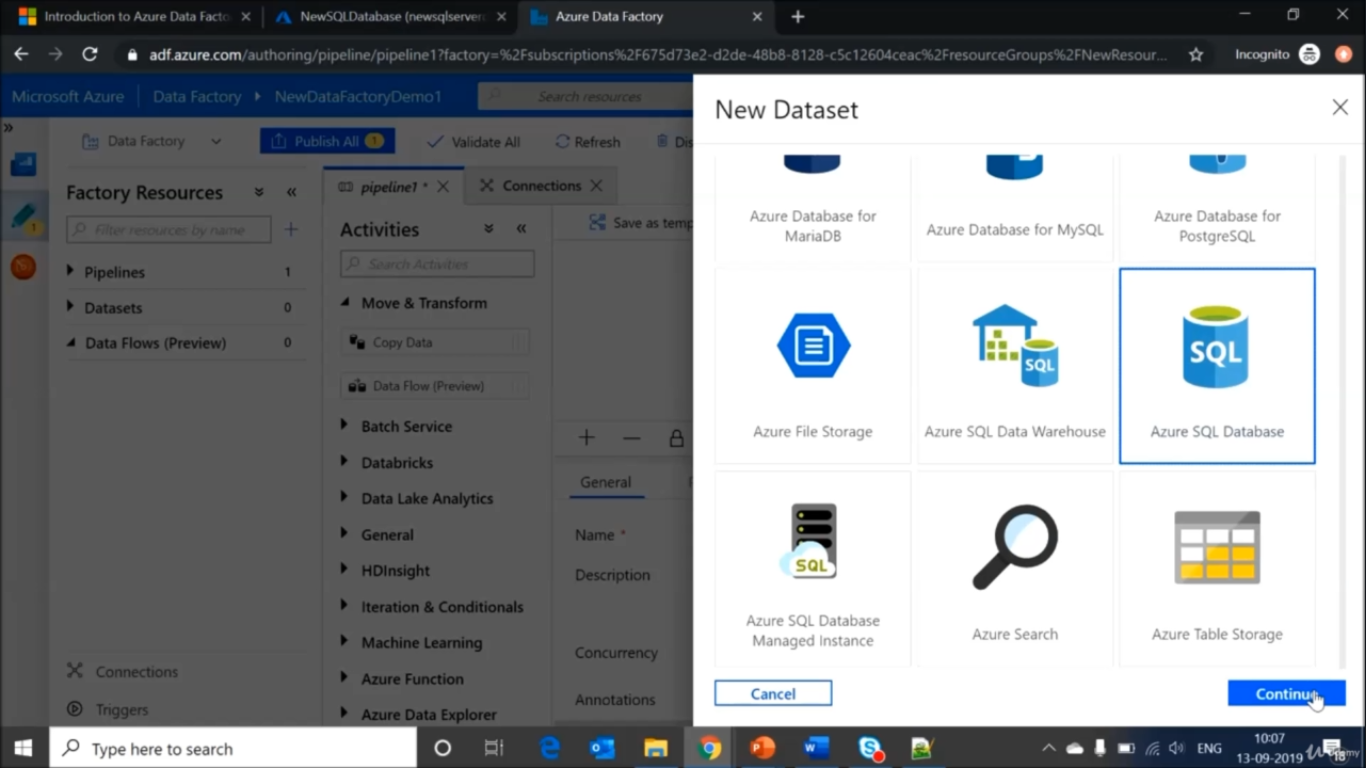 Introduction to Azure Data Facto
NewSQLDatabase (newsqlserver
Azure Data Factory
adf.azure.com/authoring/pipeline/pipeline1?factory=%2Fsubscriptions%2F675d73e2-d2de-48b8-8128-c5c12604ceac%2FresourceGroups%2FNewResour...
Incognito
Microsoft Azure
Data Factory
NewDataFactoryDemo1
Search resources
Data Factory
Publish All 1
Validate All
Refresh
Dis
Factory Resources
Filter resources by name
1
Pipelines 1
Datasets 0
Data Flows (Preview) 0
Connections
Triggers
pipeline1 *
Connections
Activities
Search Activities
Move & Transform
Copy Data
Data Flow (Preview)
Batch Service
Databricks
Data Lake Analytics
General
HDInsight
Iteration & Conditionals
Machine Learning
Azure Function
Azure Data Explorer
Save as temp
General
Name *
Description
Concurrency
Annotations
New Dataset
Azure Database for MariaDB
Azure Database for MySQL
Azure Database for PostgreSQL
Azure File Storage
SQL
Azure SQL Data Warehouse
SQL
Azure SQL Database
SQL
Azure SQL Database Managed Instance
Azure Search
Azure Table Storage
Cancel
Continue
Type here to search
ENG
10:07
13-09-2019
18